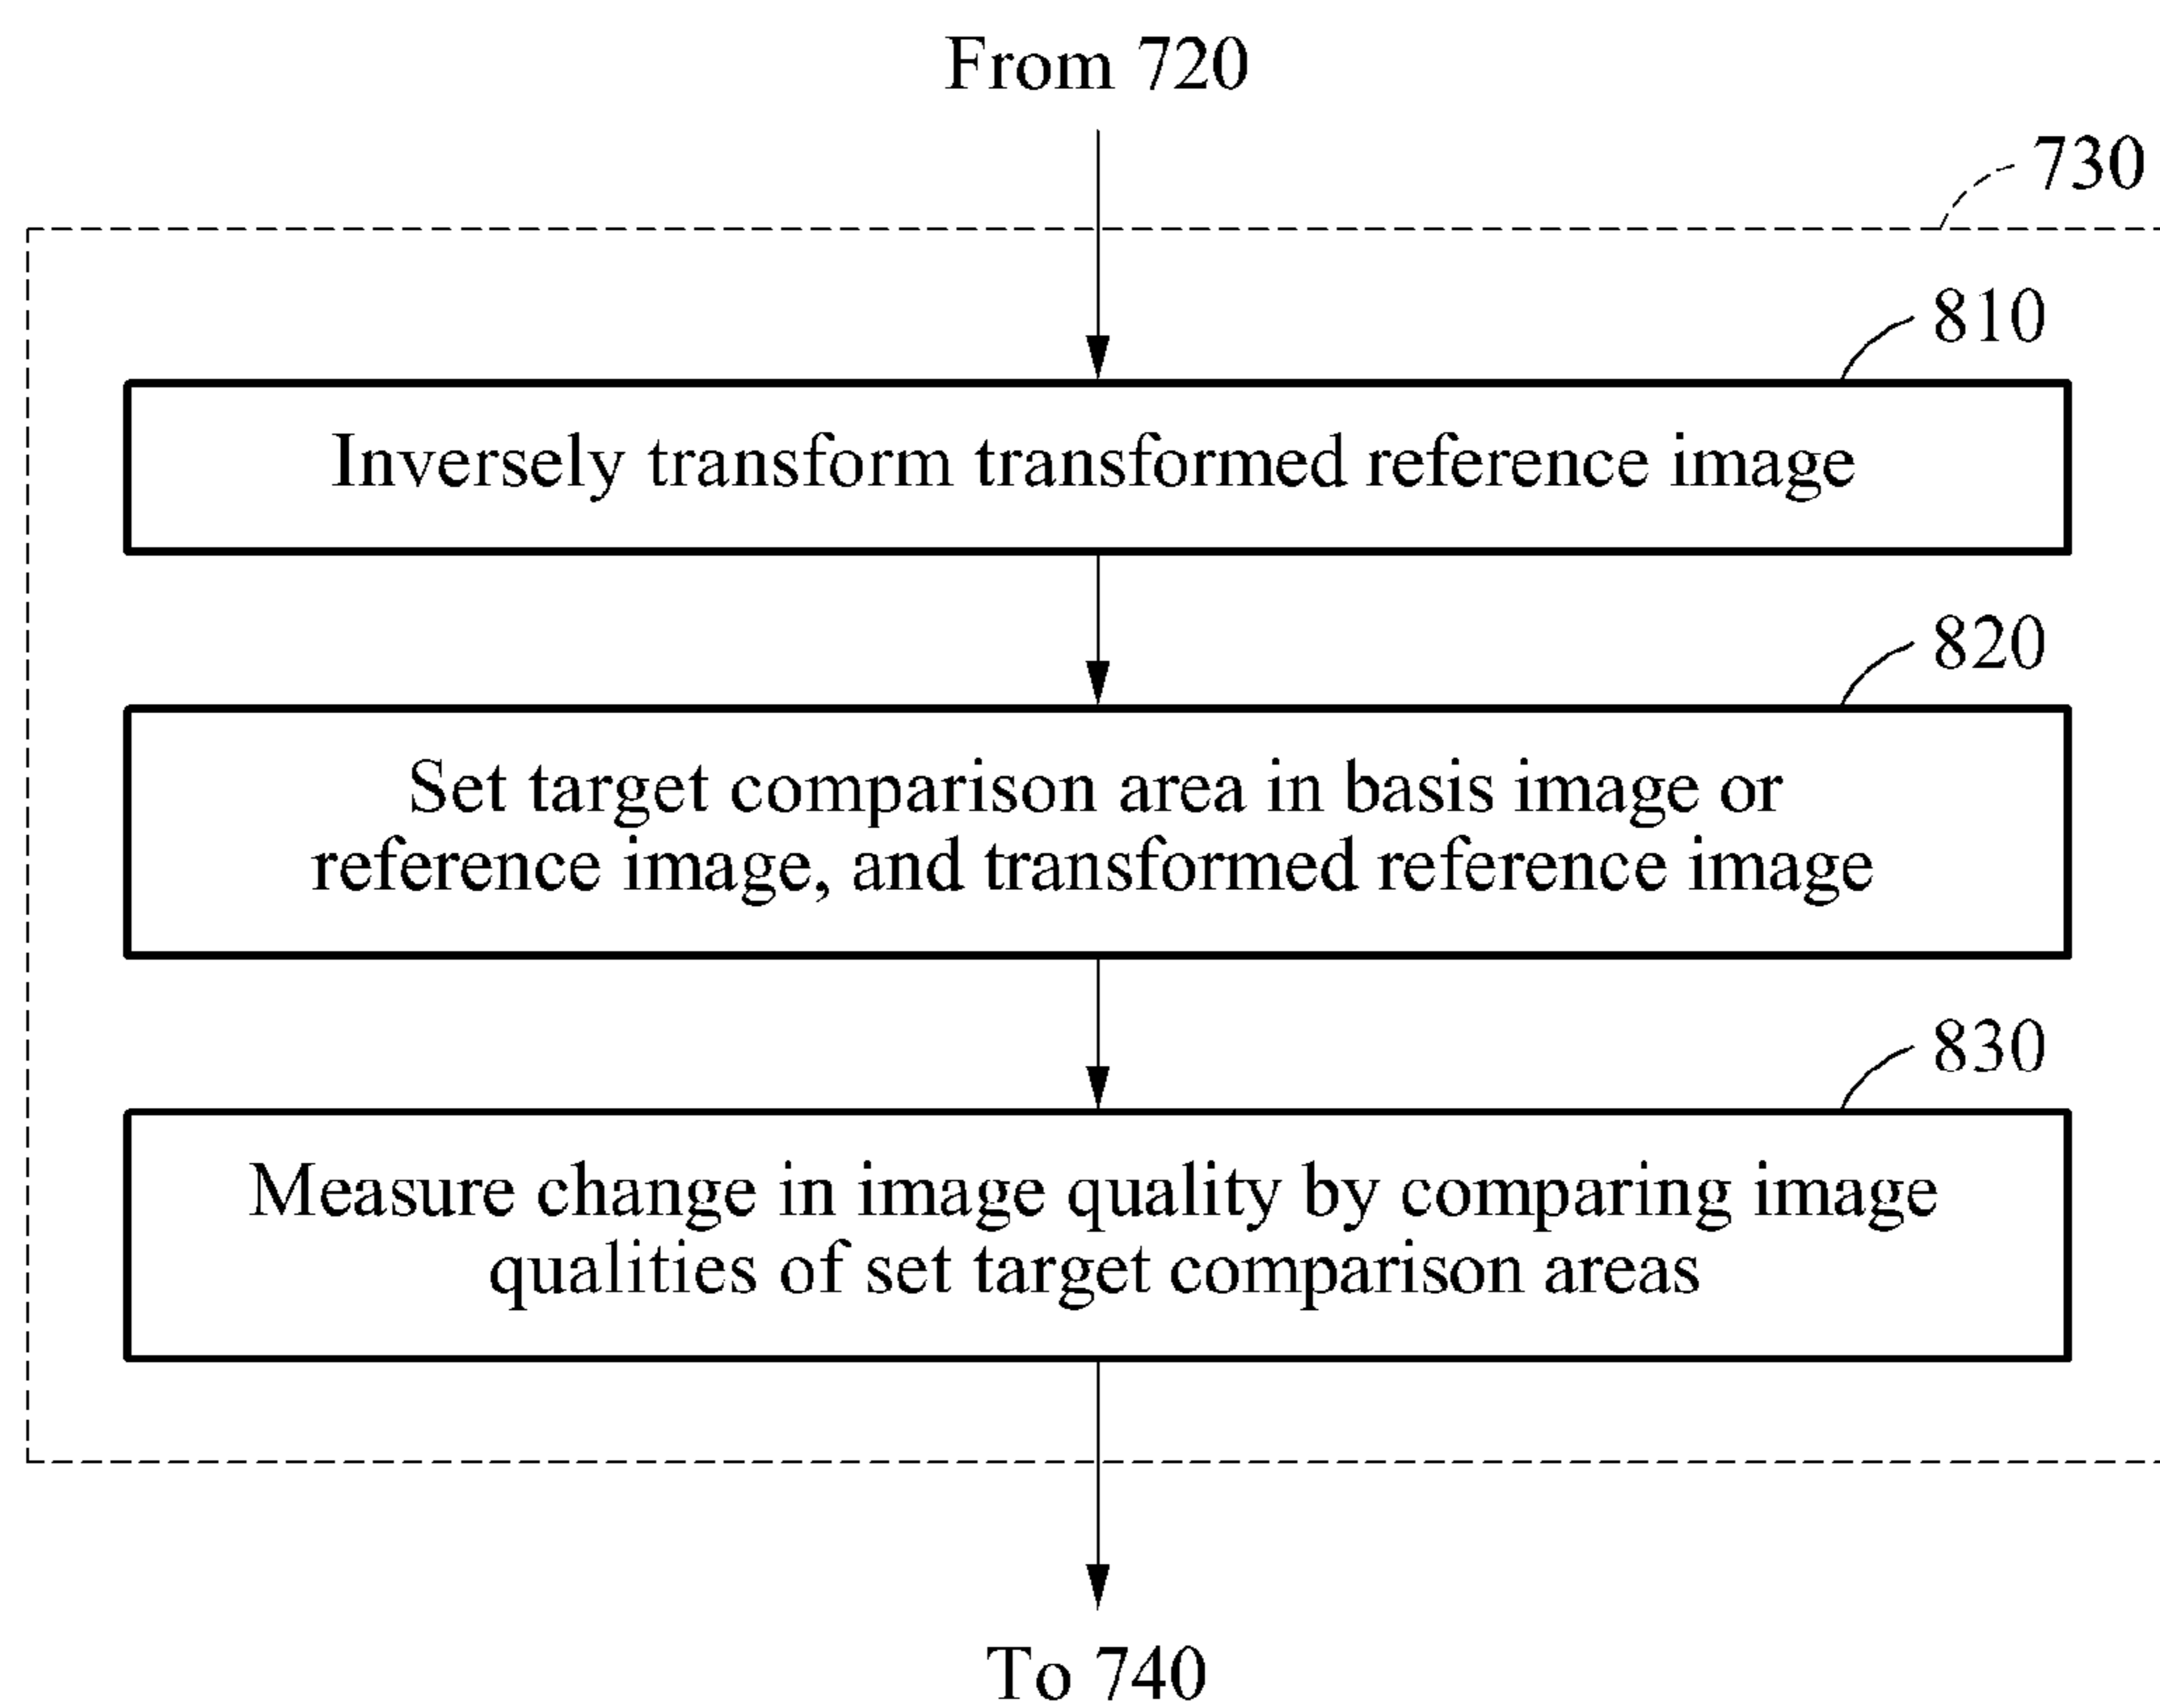 From 720
730
810
Inversely transform transformed reference image
820
Set target comparison area in basis image or
reference image, and transformed reference image
830
Measure change in image quality by comparing image
qualities of set target comparison areas
To 740